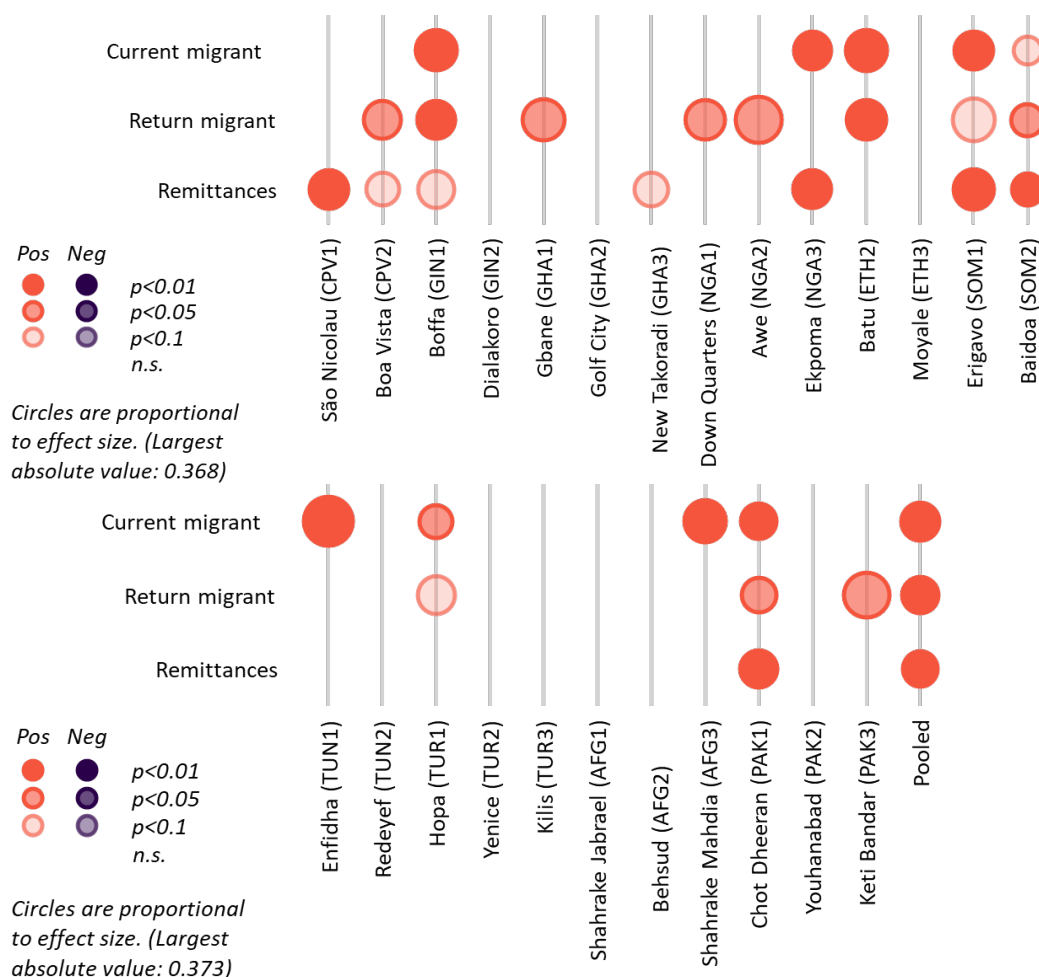 Current migrant
Return migrant
Remittances
Pos Neg
p<0.01
p<0.05
p<0.1
n.s.
Circles are proportional
to effect size. (Largest
absolute value: 0.368)
São Nicolau (CPV1)
Boa Vista (CPV2)
Boffa (GIN1)
Dialakoro (GIN2)
Gbane (GHA1)
Golf City (GHA2)
New Takoradi (GHA3)
Down Quarters (NGA1)
Awe (NGA2)
Ekpoma (NGA3)
Batu (ETH2)
Moyale (ETH3)
Erigavo (SOM1)
Baidoa (SOM2)
Current migrant
Return migrant
Remittances
Pos Neg
p<0.01
p<0.05
p<0.1
n.s.
Circles are proportional
to effect size. (Largest
absolute value: 0.373)
Enfidha (TUN1)
Redeyef (TUN2)
Hopa (TUR1)
Yenice (TUR2)
Kilis (TUR3)
Shahrake Jabrael (AFG1)
Behsud (AFG2)
Shahrake Mahdia (AFG3)
Chot Dheeran (PAK1)
Youhanabad (PAK2)
Keti Bandar (PAK3)
Pooled